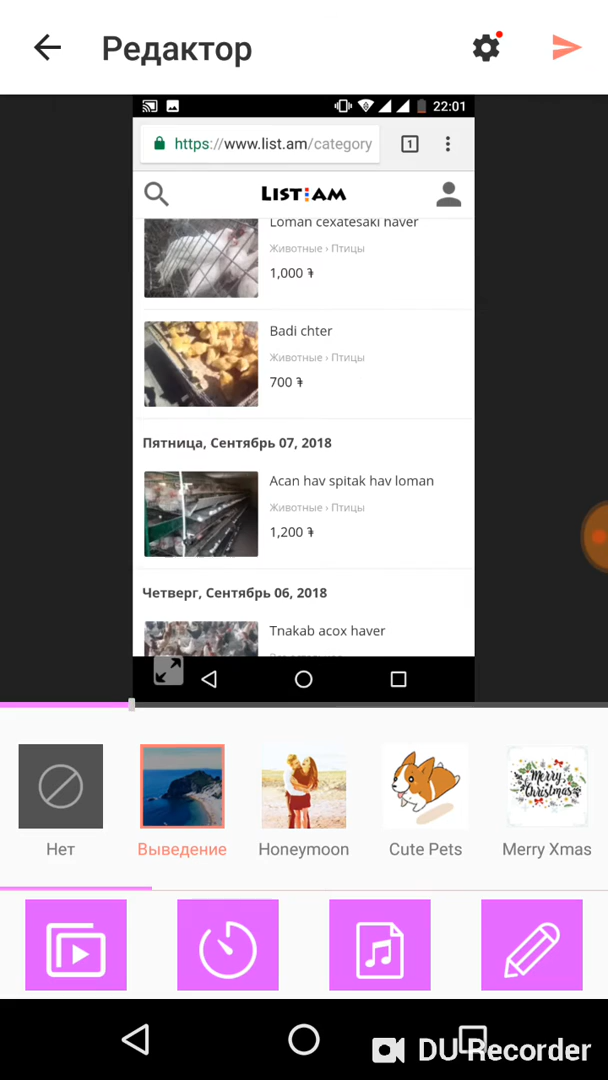 Редактор
22:01
https://www.list.am/category
1
LIST.AM
Loman cexatesaki haver
Животные › Птицы
1,000 ֏
Badi chter
Животные › Птицы
700 ֏
Пятница, Сентябрь 07, 2018
Acan hav spitak hav loman
Животные › Птицы
1,200 ֏
Четверг, Сентябрь 06, 2018
Tnakab acox haver
Merry
Christmas
Нет
Выведение
Honeymoon
Cute Pets
Merry Xmas
DU Recorder